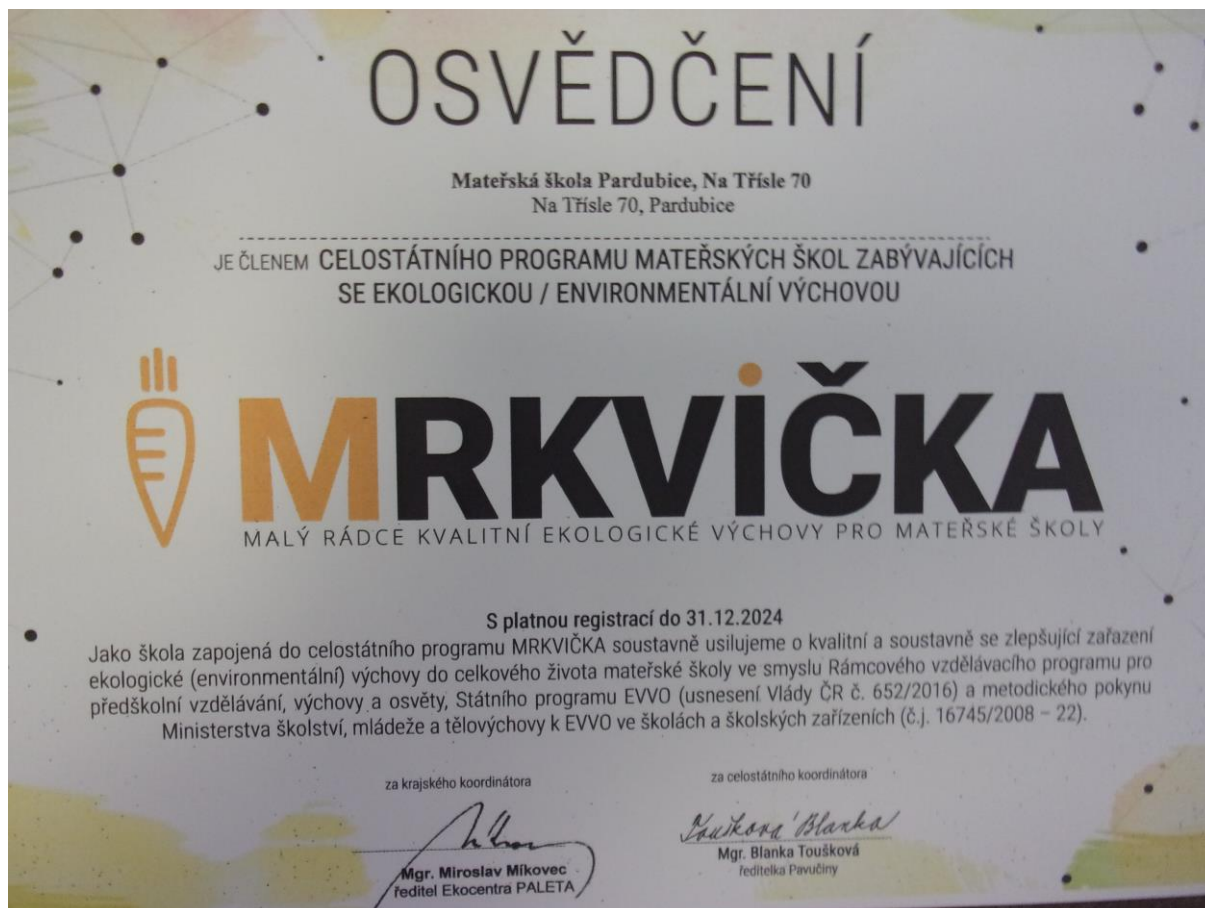 OSVĚDČENÍ
Mateřská škola Pardubice, Na Třísle 70
Na Třísle 70, Pardubice
JE ČLENEM CELOSTÁTNÍHO PROGRAMU MATEŘSKÝCH ŠKOL ZABÝVAJÍCÍCH
SE EKOLOGICKOU / ENVIRONMENTÁLNÍ VÝCHOVOU
MRKVIČKA
MALÝ RÁDCE KVALITNÍ EKOLOGICKÉ VÝCHOVY PRO MATEŘSKÉ ŠKOLY
S platnou registrací do 31.12.2024
Jako škola zapojená do celostátního programu MRKVIČKA soustavně usilujeme o kvalitní a soustavně se zlepšující zařazení
ekologické (environmentální) výchovy do celkového života mateřské školy ve smyslu Rámcového vzdělávacího programu pro
předškolní vzdělávání, výchovy a osvěty, Státního programu EVVO (usnesení Vlády ČR č. 652/2016) a metodického pokynu
Ministerstva školství, mládeže a tělovýchovy k EVVO ve školách a školských zařízeních (č.j. 16745/2008 – 22).
za krajského koordinátora
za celostátního koordinátora
Toušková Blanka
Mgr. Miroslav Míkovec
ředitel Ekocentra PALETA
Mgr. Blanka Toušková
ředitelka Pavučiny